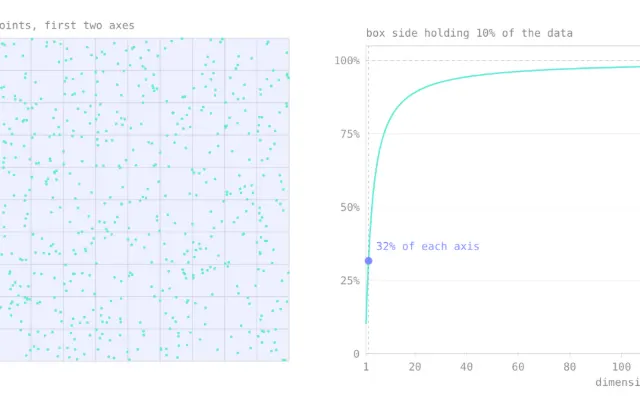 oints, first two axes
box side holding 10% of the data
100%
75%
50%
25%
0
32% of each axis
1 20 40 60 80 100
dimensi